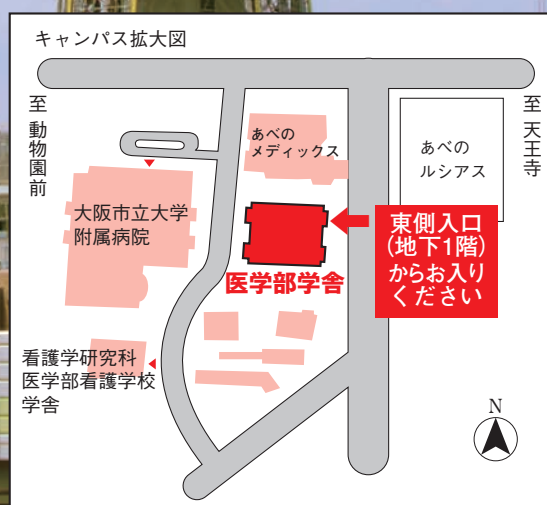 キャンパス拡大図
至 動物園前
至 天王寺
あべの
メディックス
あべの
ルシアス
大阪市立大学
附属病院
東側入口
(地下1階)
からお入り
ください
医学部学舎
看護学研究科
医学部看護学校
学舎
N